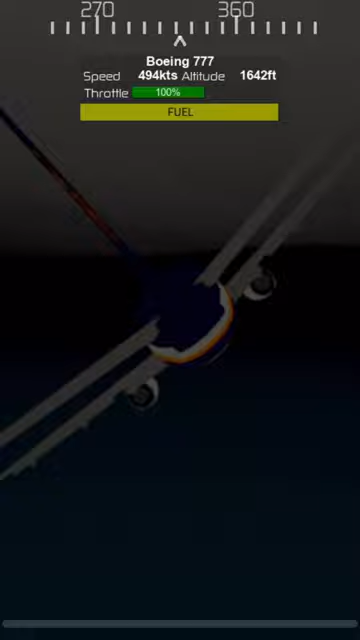 270 360
Boeing 777
Speed 494kts Altitude 1642ft
Throttle 100%
FUEL